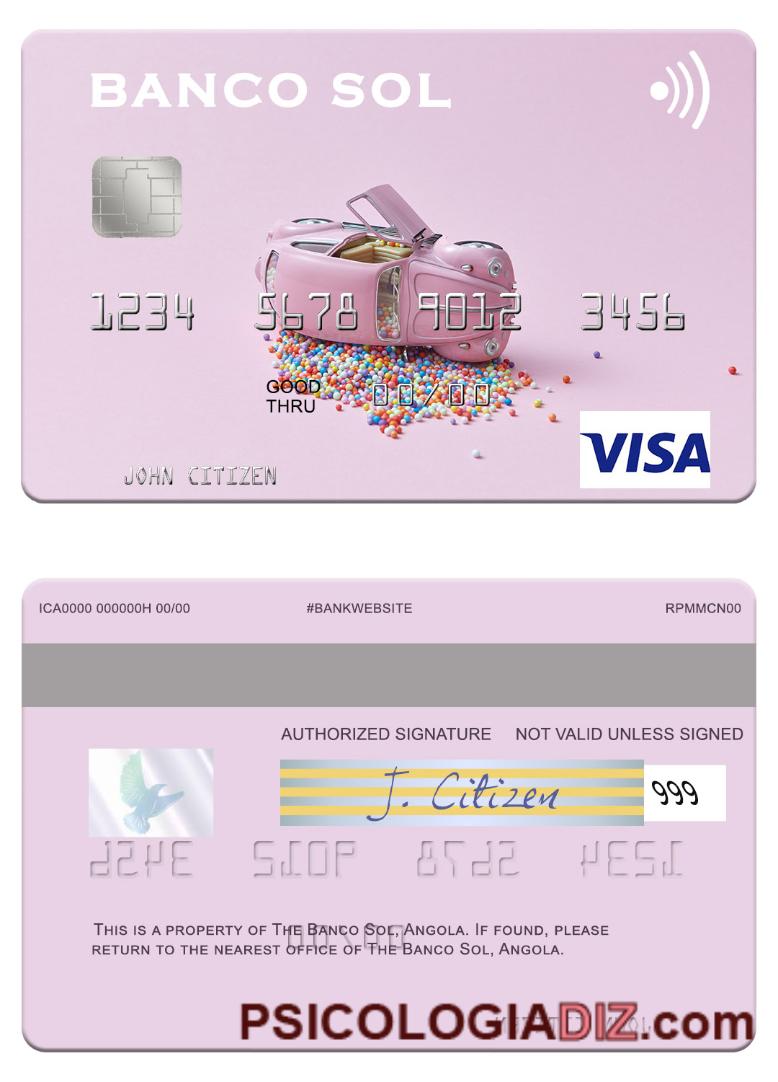 BANCO SOL
1234 5678 9012 3456
GOOD THRU 00/00
VISA
JOHN CITIZEN
ICA0000 000000H 00/00 #BANKWEBSITE RPMMCN00
AUTHORIZED SIGNATURE NOT VALID UNLESS SIGNED
J. Citizen 999
THIS IS A PROPERTY OF THE BANCO SOL, ANGOLA. IF FOUND, PLEASE
RETURN TO THE NEAREST OFFICE OF THE BANCO SOL, ANGOLA.
PSICOLOGIADIZ.com